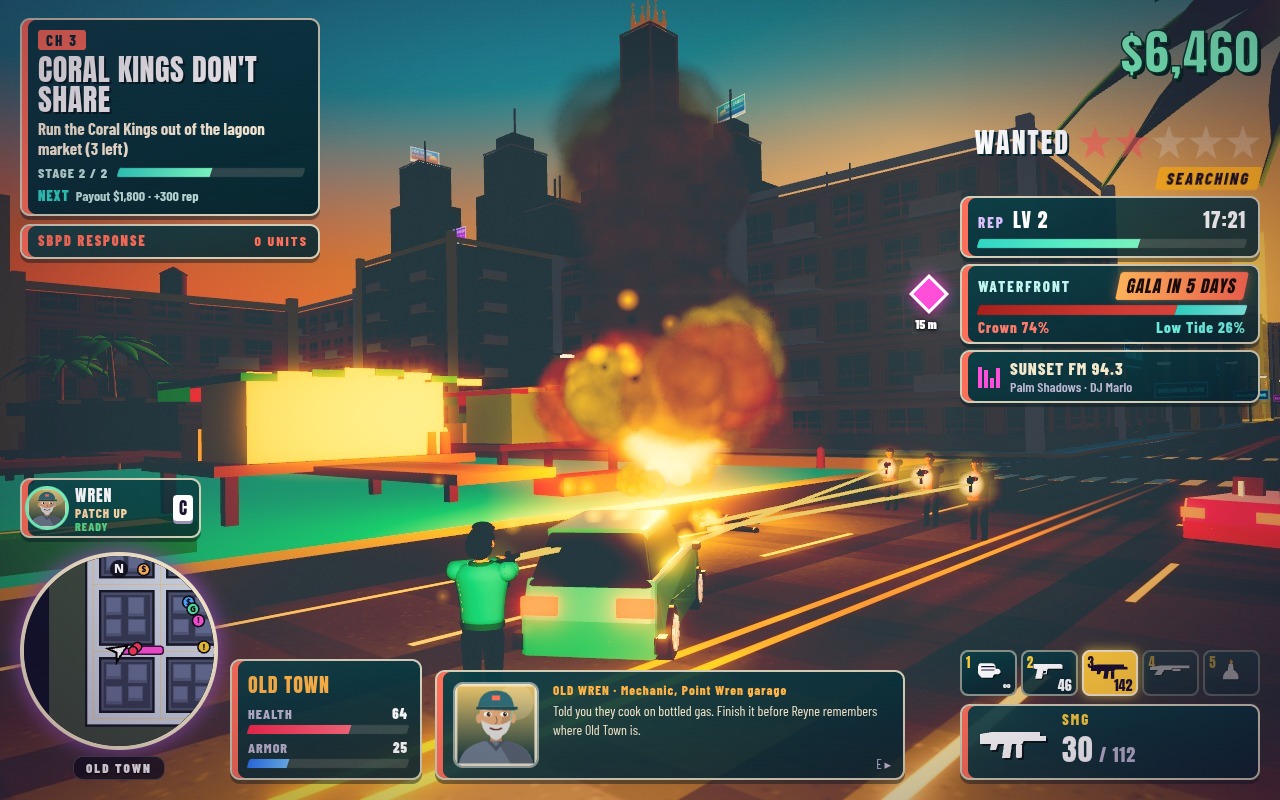 CH 3
CORAL KINGS DON'T
SHARE
Run the Coral Kings out of the lagoon
market (3 left)
STAGE 2 / 2
NEXT Payout $1,800 · +300 rep
SBPD RESPONSE 0 UNITS
$6,460
WANTED
SEARCHING
REP LV 2 17:21
WATERFRONT GALA IN 5 DAYS
Crown 74% Low Tide 26%
SUNSET FM 94.3
Palm Shadows · DJ Marlo
15 m
WREN
PATCH UP
READY
C
N
OLD TOWN
OLD TOWN
HEALTH 64
ARMOR 25
OLD WREN · Mechanic, Point Wren garage
Told you they cook on bottled gas. Finish it before Reyne remembers
where Old Town is.
E ▸
1 ∞
2 46
3 142
4
5
SMG
30 / 112